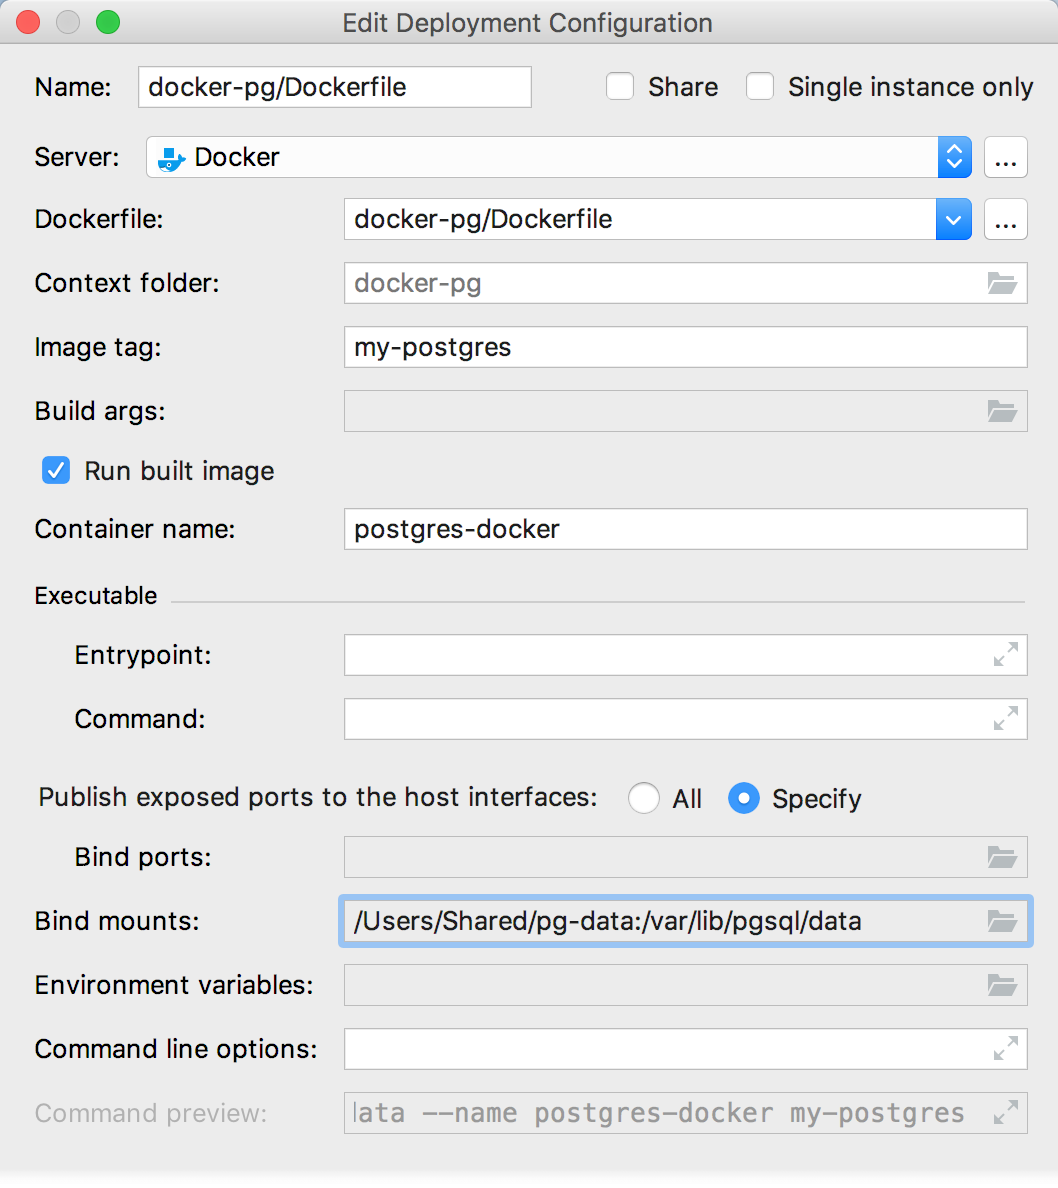 Edit Deployment Configuration
Name: docker-pg/Dockerfile Share Single instance only
Server: Docker ...
Dockerfile: docker-pg/Dockerfile ...
Context folder: docker-pg
Image tag: my-postgres
Build args:
Run built image
Container name: postgres-docker
Executable
Entrypoint:
Command:
Publish exposed ports to the host interfaces: All Specify
Bind ports:
Bind mounts: /Users/Shared/pg-data:/var/lib/pgsql/data
Environment variables:
Command line options:
Command preview: ata --name postgres-docker my-postgres